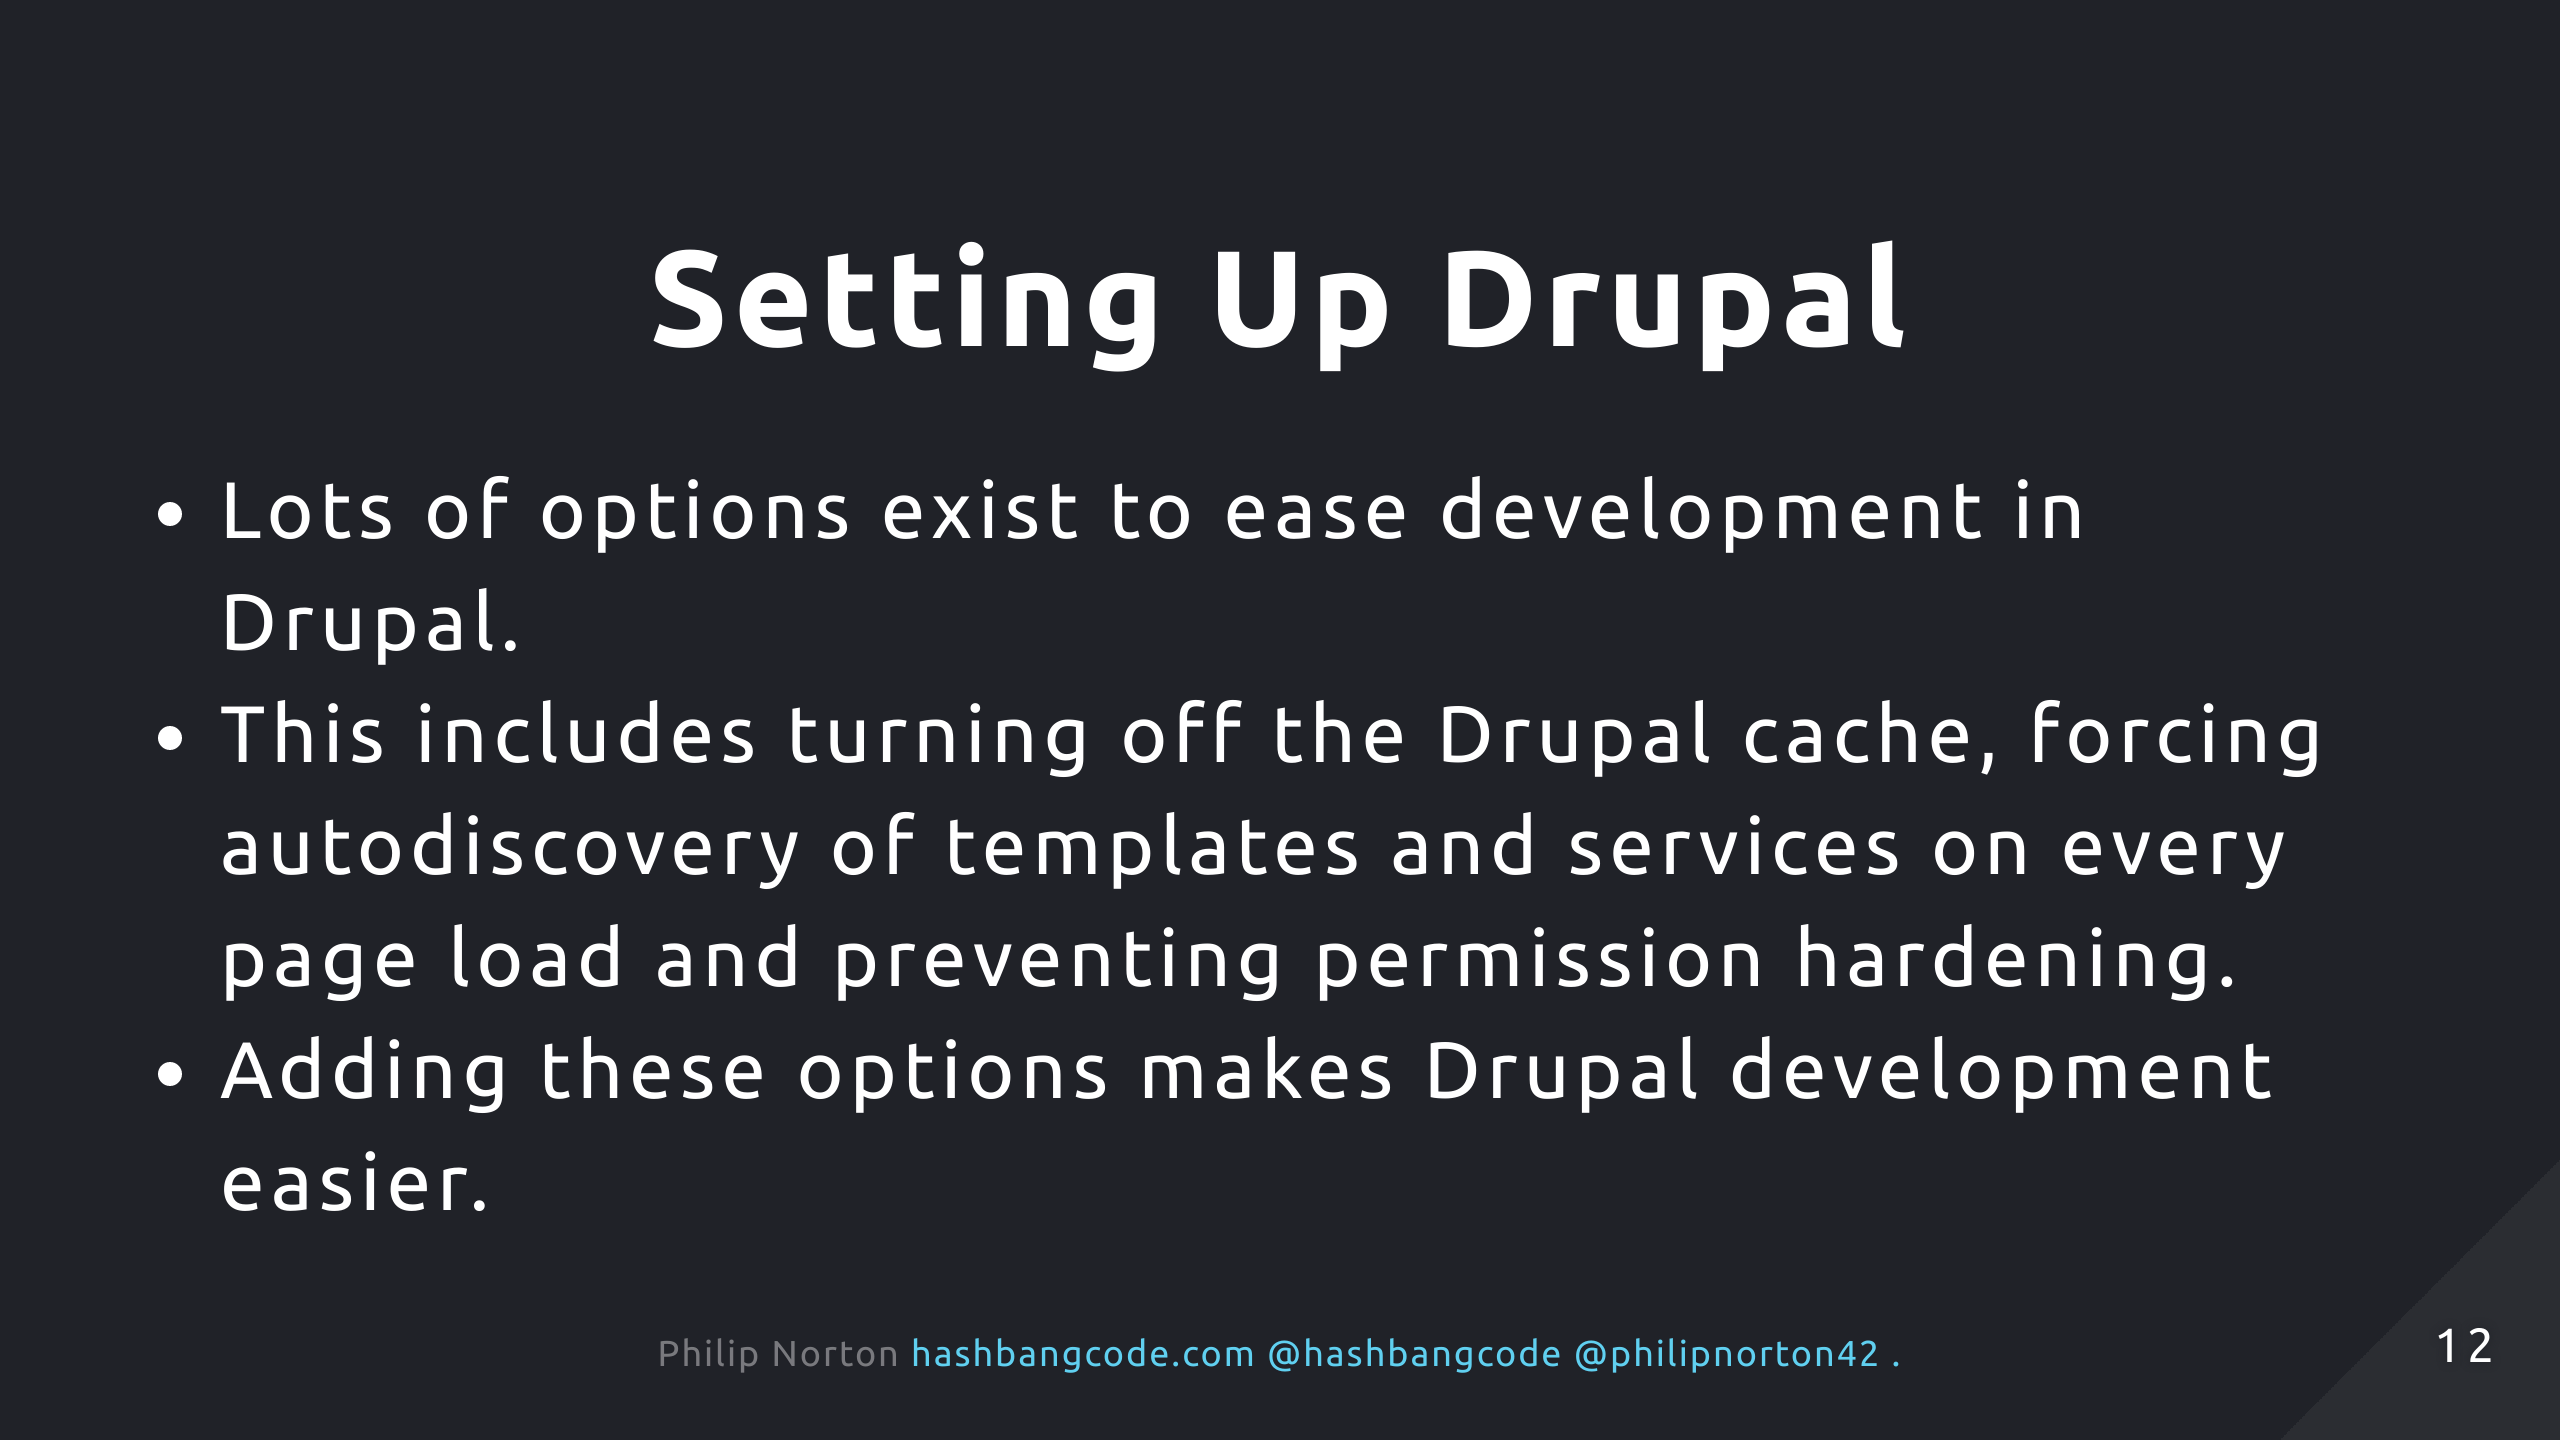 Setting Up Drupal
• Lots of options exist to ease development in
Drupal.
• This includes turning off the Drupal cache, forcing
autodiscovery of templates and services on every
page load and preventing permission hardening.
• Adding these options makes Drupal development
easier.
Philip Norton hashbangcode.com @hashbangcode @philipnorton42 .
12